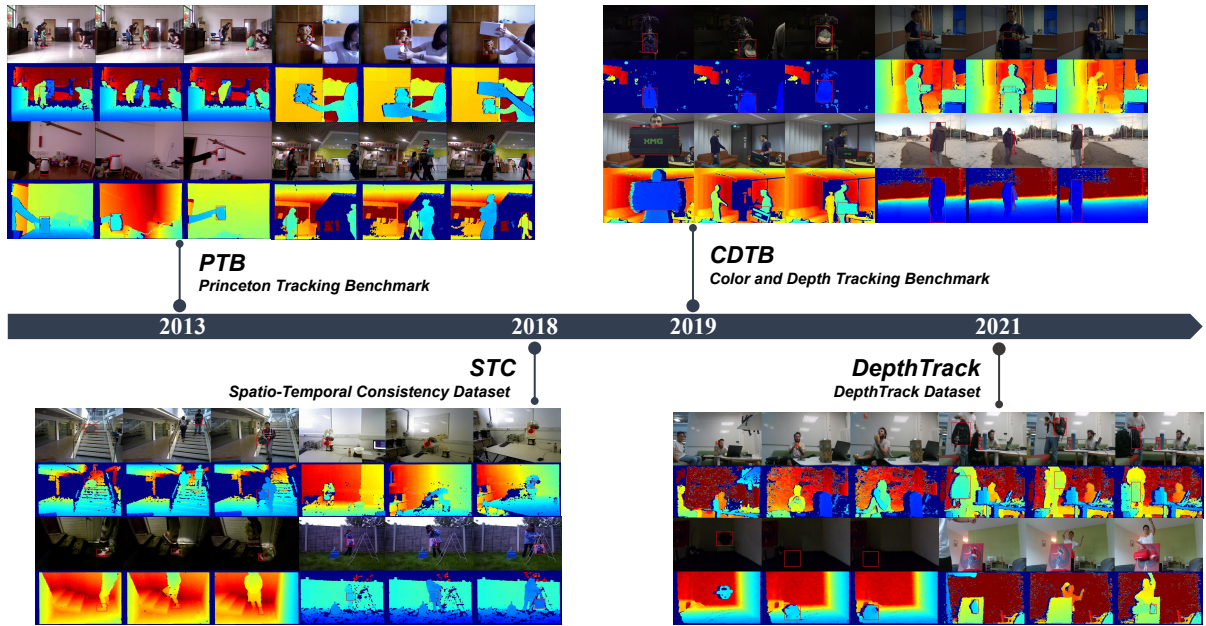 XMG
PTB
Princeton Tracking Benchmark
CDTB
Color and Depth Tracking Benchmark
2013
2018
2019
2021
STC
Spatio-Temporal Consistency Dataset
DepthTrack
DepthTrack Dataset